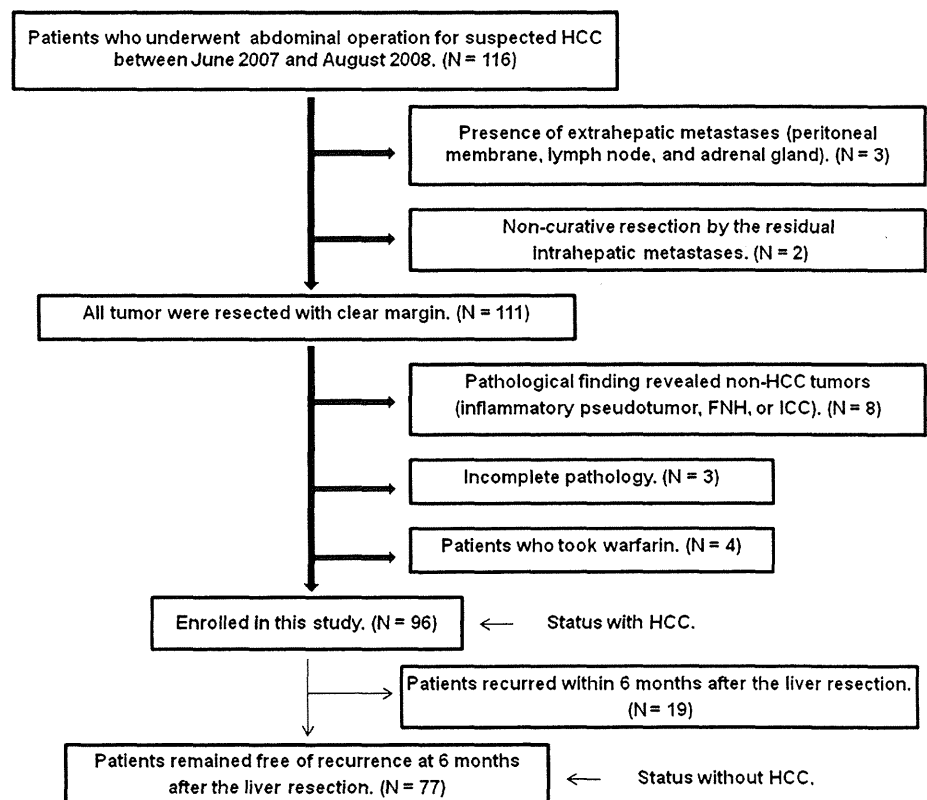 Patients who underwent abdominal operation for suspected HCC
between June 2007 and August 2008. (N = 116)
Presence of extrahepatic metastases (peritoneal
membrane, lymph node, and adrenal gland). (N = 3)
Non-curative resection by the residual
intrahepatic metastases. (N = 2)
All tumor were resected with clear margin. (N = 111)
Pathological finding revealed non-HCC tumors
(inflammatory pseudotumor, FNH, or ICC). (N = 8)
Incomplete pathology. (N = 3)
Patients who took warfarin. (N = 4)
Enrolled in this study. (N = 96)
Status with HCC.
Patients recurred within 6 months after the liver resection.
(N = 19)
Patients remained free of recurrence at 6 months
after the liver resection. (N = 77)
Status without HCC.